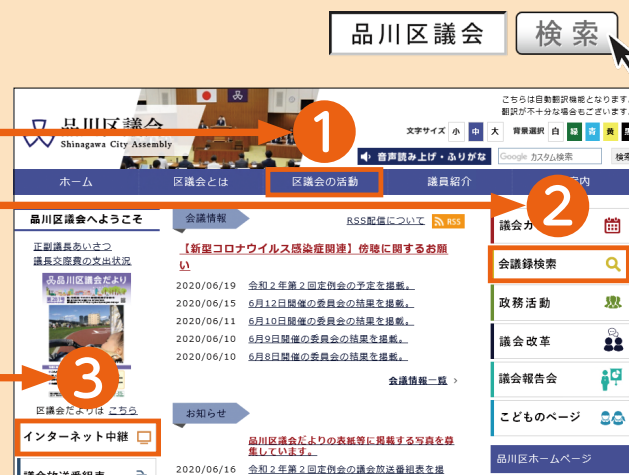 品川区議会
検索
こちらは自動翻訳機能となります。
翻訳が不十分な場合もございます
品川区議会
Shinagawa City Assembly
文字サイズ 小 中 大 背景選択 白 緑 青 黄 黒
音声読み上げ・ふりがな
Google カスタム検索 検索
ホーム 区議会とは 区議会の活動 議員紹介 案内
1
2
3
品川区議会へようこそ
正副議長あいさつ
議長交際費の支出状況
品川区議会だより
区議会だよりは こちら
インターネット中継
議会放送番組表
会議情報
RSS配信について RSS
【新型コロナウイルス感染症関連】傍聴に関するお願
い
2020/06/19 令和2年第2回定例会の予定を掲載。
2020/06/15 6月12日開催の委員会の結果を掲載。
2020/06/11 6月10日開催の委員会の結果を掲載。
2020/06/10 6月9日開催の委員会の結果を掲載。
2020/06/10 6月8日開催の委員会の結果を掲載。
会議情報一覧 >
お知らせ
品川区議会だよりの表紙等に掲載する写真を募
集しています。
2020/06/16 令和2年第2回定例会の議会放送番組表を掲
議会カ
会議録検索
政務活動
議会改革
議会報告会
こどものページ
品川区ホームページ